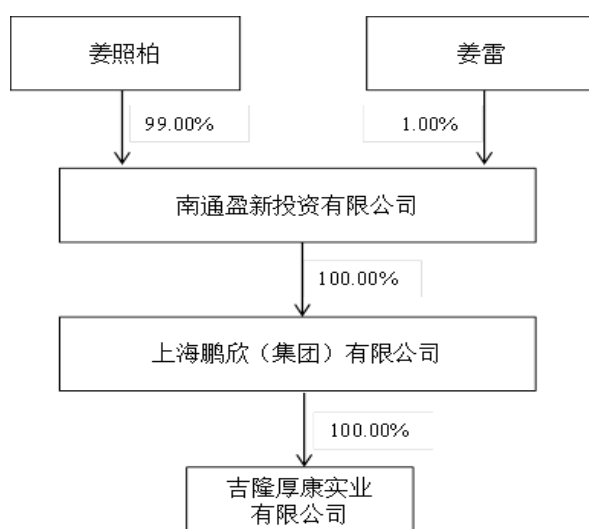 姜照柏
姜雷
99.00%
1.00%
南通盈新投资有限公司
100.00%
上海鹏欣（集团）有限公司
100.00%
吉隆厚康实业
有限公司